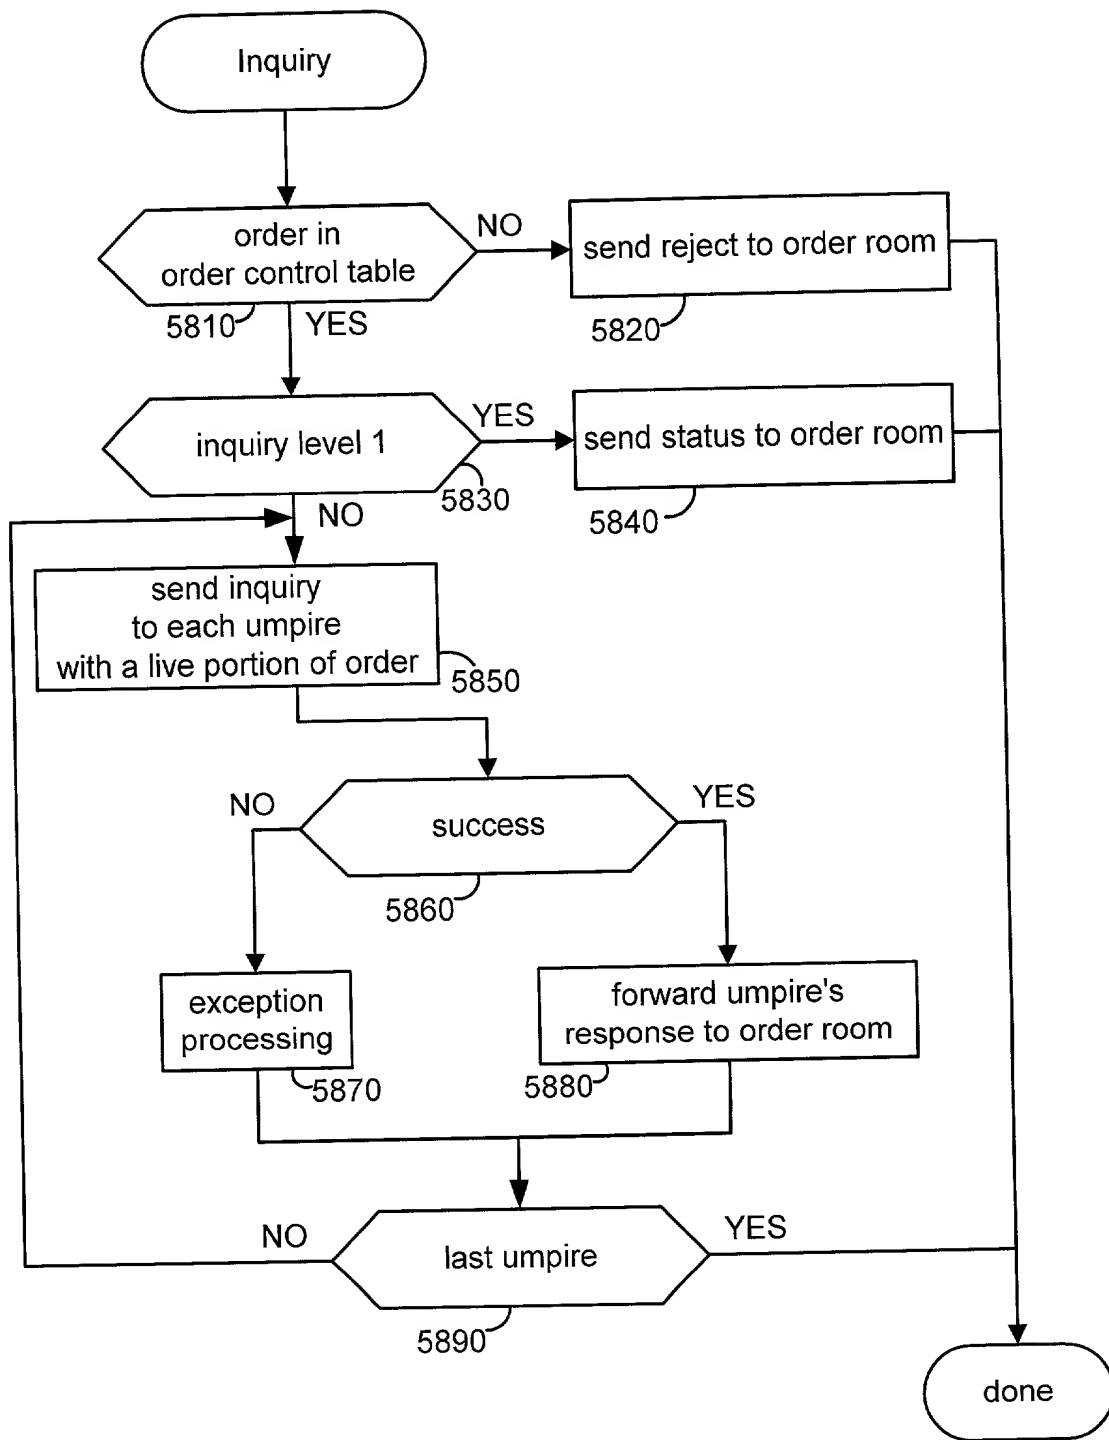 Inquiry
order in
order control table
NO
send reject to order room
5810
YES
5820
inquiry level 1
YES
send status to order room
5830
5840
NO
send inquiry
to each umpire
with a live portion of order
5850
NO
success
YES
5860
exception
processing
forward umpire's
response to order room
5870
5880
NO
last umpire
YES
5890
done